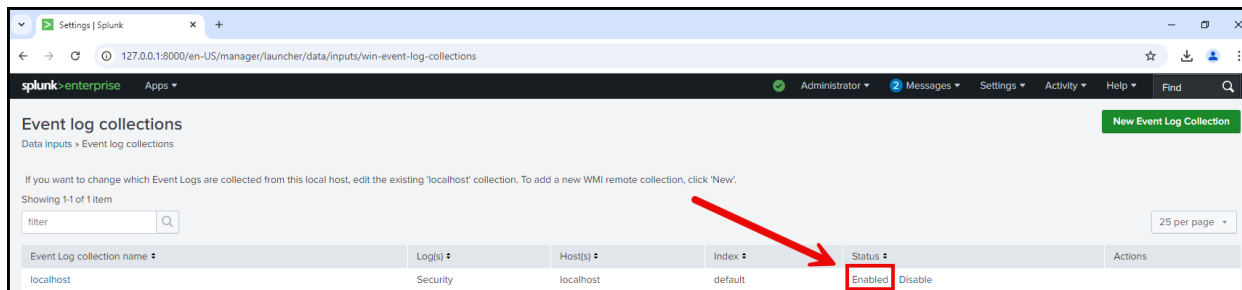 Settings | Splunk
127.0.0.1:8000/en-US/manager/launcher/data/inputs/win-event-log-collections
splunk>enterprise Apps Administrator 2 Messages Settings Activity Help Find
Event log collections New Event Log Collection
Data inputs » Event log collections
If you want to change which Event Logs are collected from this local host, edit the existing 'localhost' collection. To add a new WMI remote collection, click 'New'.
Showing 1-1 of 1 item
filter 25 per page
Event Log collection name Log(s) Host(s) Index Status Actions
localhost Security localhost default Enabled Disable